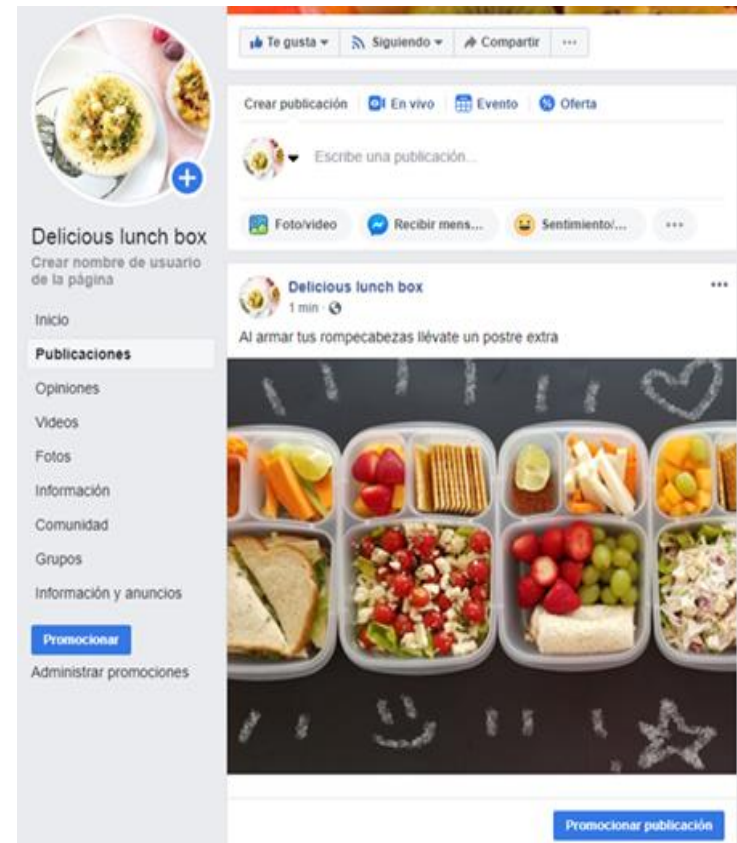 Te gusta
Siguiendo
Compartir
Crear publicación
En vivo
Evento
Oferta
Escribe una publicación...
Foto/video
Recibir mens...
Sentimiento/...
Delicious lunch box
Crear nombre de usuario
de la página
Inicio
Publicaciones
Opiniones
Videos
Fotos
Información
Comunidad
Grupos
Información y anuncios
Promocionar
Administrar promociones
Delicious lunch box
1 min
Al armar tus rompecabezas llévate un postre extra
Promocionar publicación